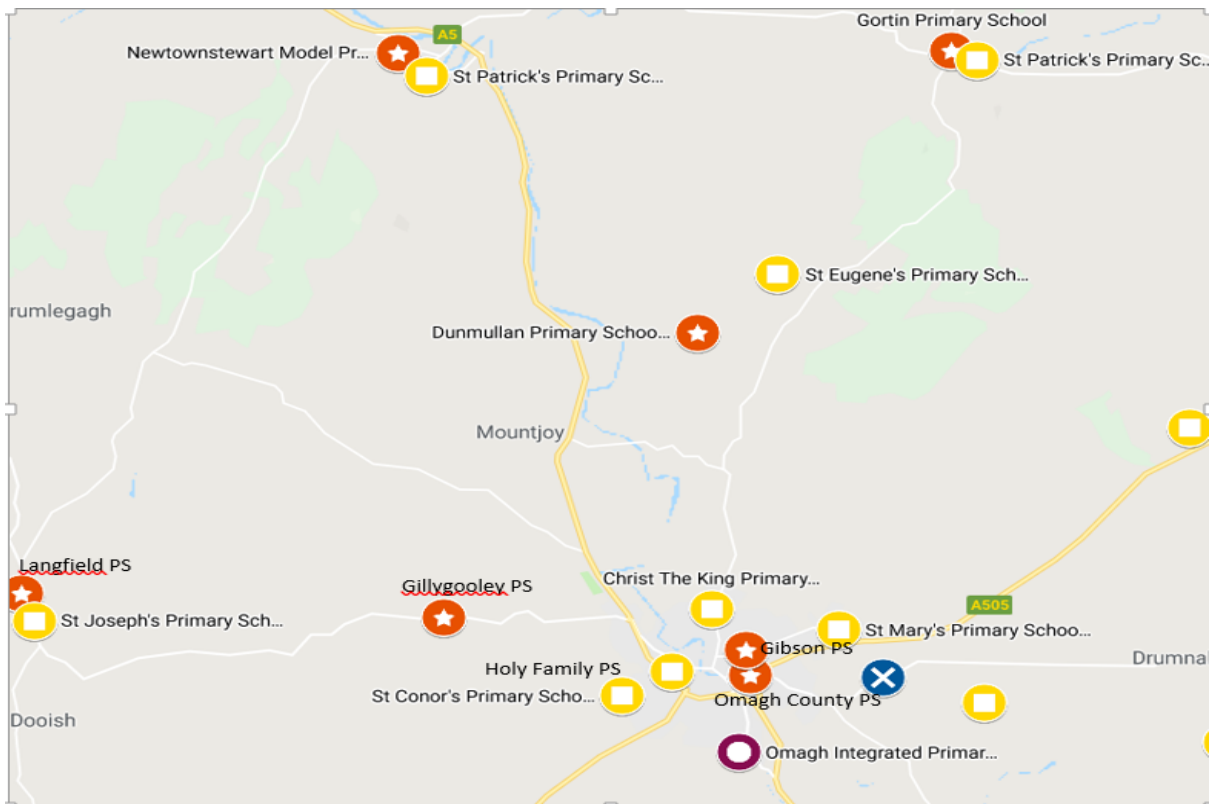 Gortin Primary School
A5
Newtownstewart Model Pr...
St Patrick's Primary Sc...
St Patrick's Primary Sc...
St Eugene's Primary Sch...
rumlegagh
Dunmullan Primary Schoo...
Mountjoy
Langfield PS
Gillygooley PS
Christ The King Primary...
A505
St Joseph's Primary Sch...
St Mary's Primary Schoo...
Gibson PS
Drumnal
Holy Family PS
St Conor's Primary Scho...
Omagh County PS
Dooish
Omagh Integrated Primar...